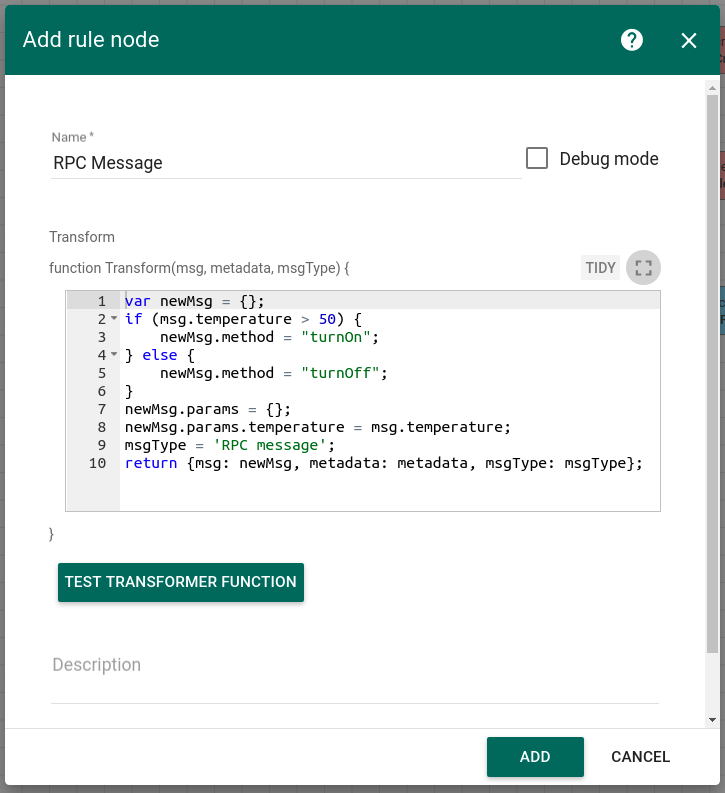 Add rule node
?
Name *
RPC Message
Debug mode
Transform
function Transform(msg, metadata, msgType) {
TIDY
1 var newMsg = {};
2 if (msg.temperature > 50) {
3     newMsg.method = "turnOn";
4 } else {
5     newMsg.method = "turnOff";
6 }
7 newMsg.params = {};
8 newMsg.params.temperature = msg.temperature;
9 msgType = 'RPC message';
10 return {msg: newMsg, metadata: metadata, msgType: msgType};
}
TEST TRANSFORMER FUNCTION
Description
ADD
CANCEL